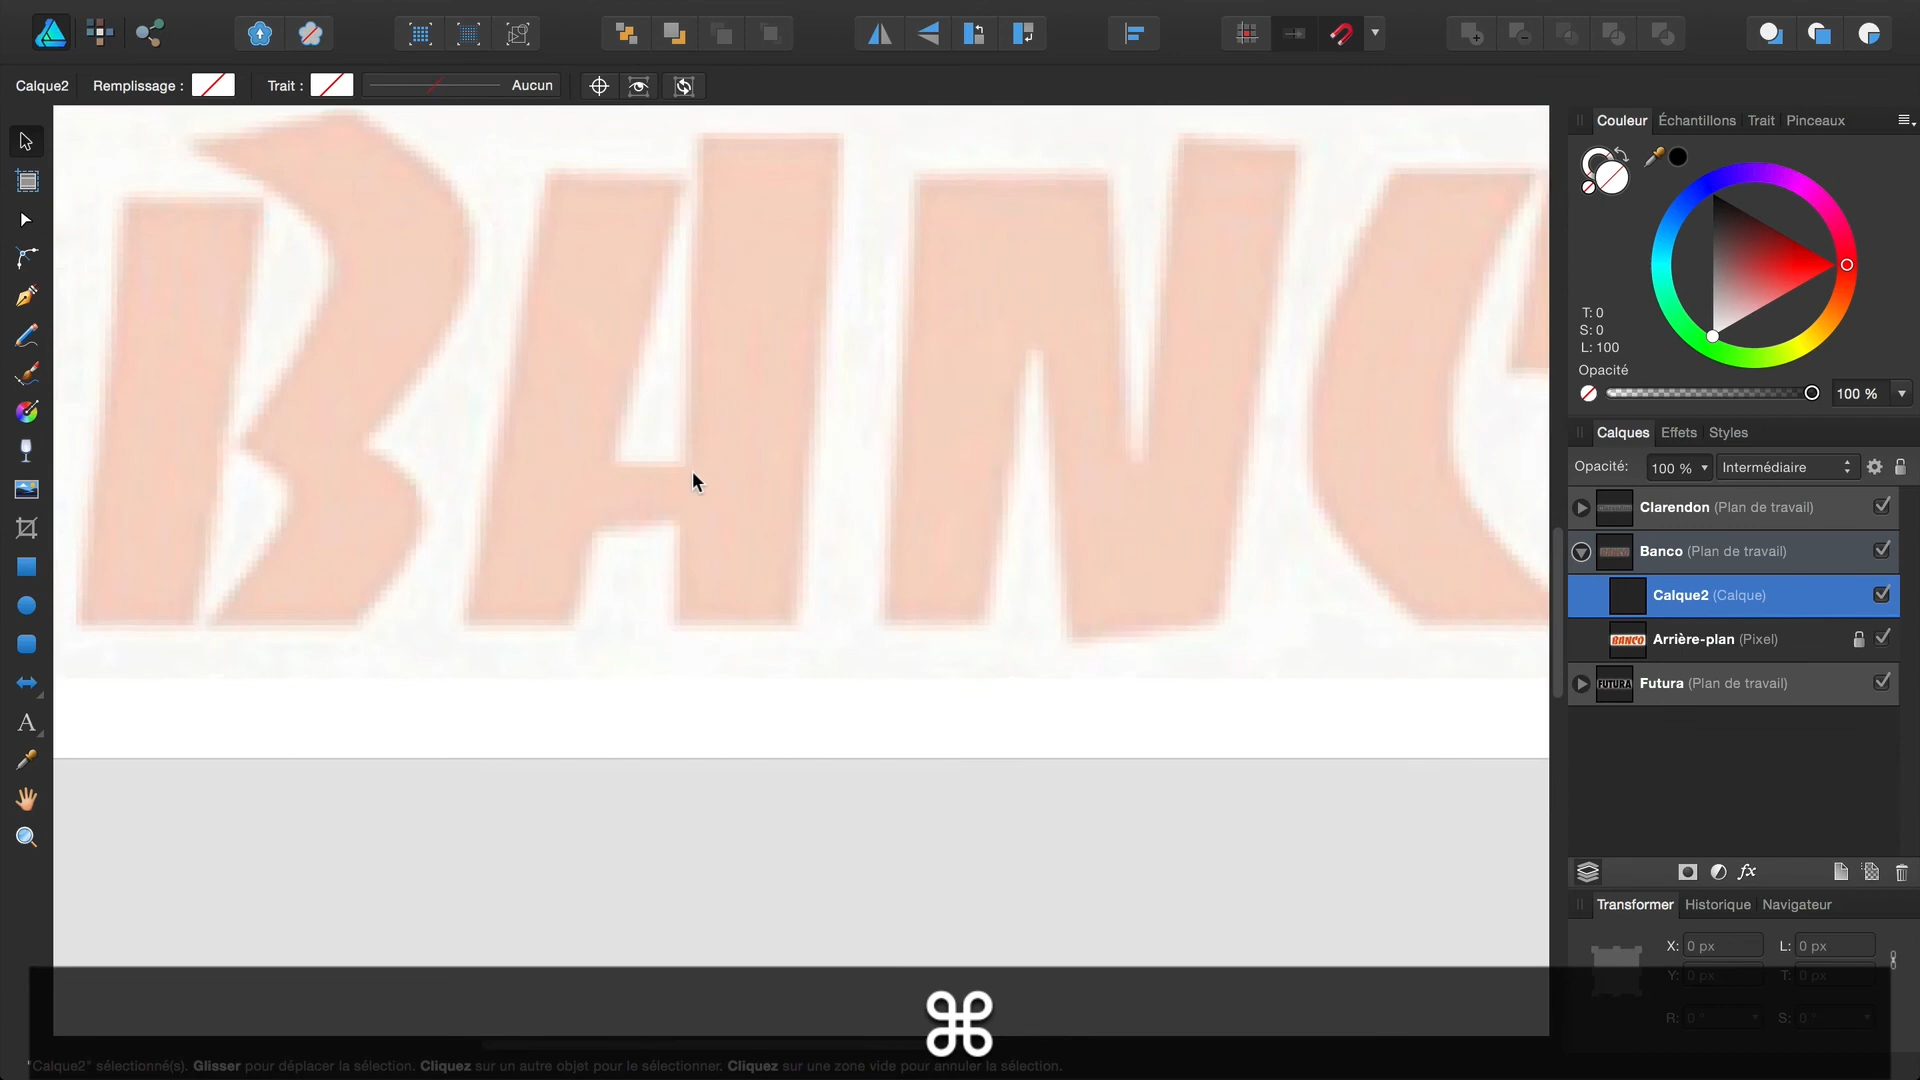 Calque2 Remplissage : Trait : Aucun
Couleur Échantillons Trait Pinceaux
T: 0
S: 0
L: 100
Opacité
100 %
Calques Effets Styles
Opacité: 100 % Intermédiaire
Clarendon (Plan de travail)
Banco (Plan de travail)
Calque2 (Calque)
BANCO Arrière-plan (Pixel)
FUTURA Futura (Plan de travail)
fx
Transformer Historique Navigateur
X: 0 px L: 0 px
Y: 0 px T: 0 px
R: 0 ° S: 0 °
BANC
A
⌘
"Calque2" sélectionné(s). Glisser pour déplacer la sélection. Cliquez sur un autre objet pour le sélectionner. Cliquez sur une zone vide pour annuler la sélection.